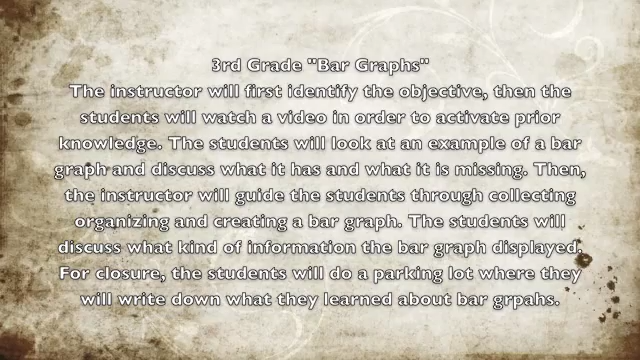 3rd Grade "Bar Graphs"
The instructor will first identify the objective, then the
students will watch a video in order to activate prior
knowledge. The students will look at an example of a bar
graph and discuss what it has and what it is missing. Then,
the instructor will guide the students through collecting
organizing and creating a bar graph. The students will
discuss what kind of information the bar graph displayed.
For closure, the students will do a parking lot where they
will write down what they learned about bar grpahs.